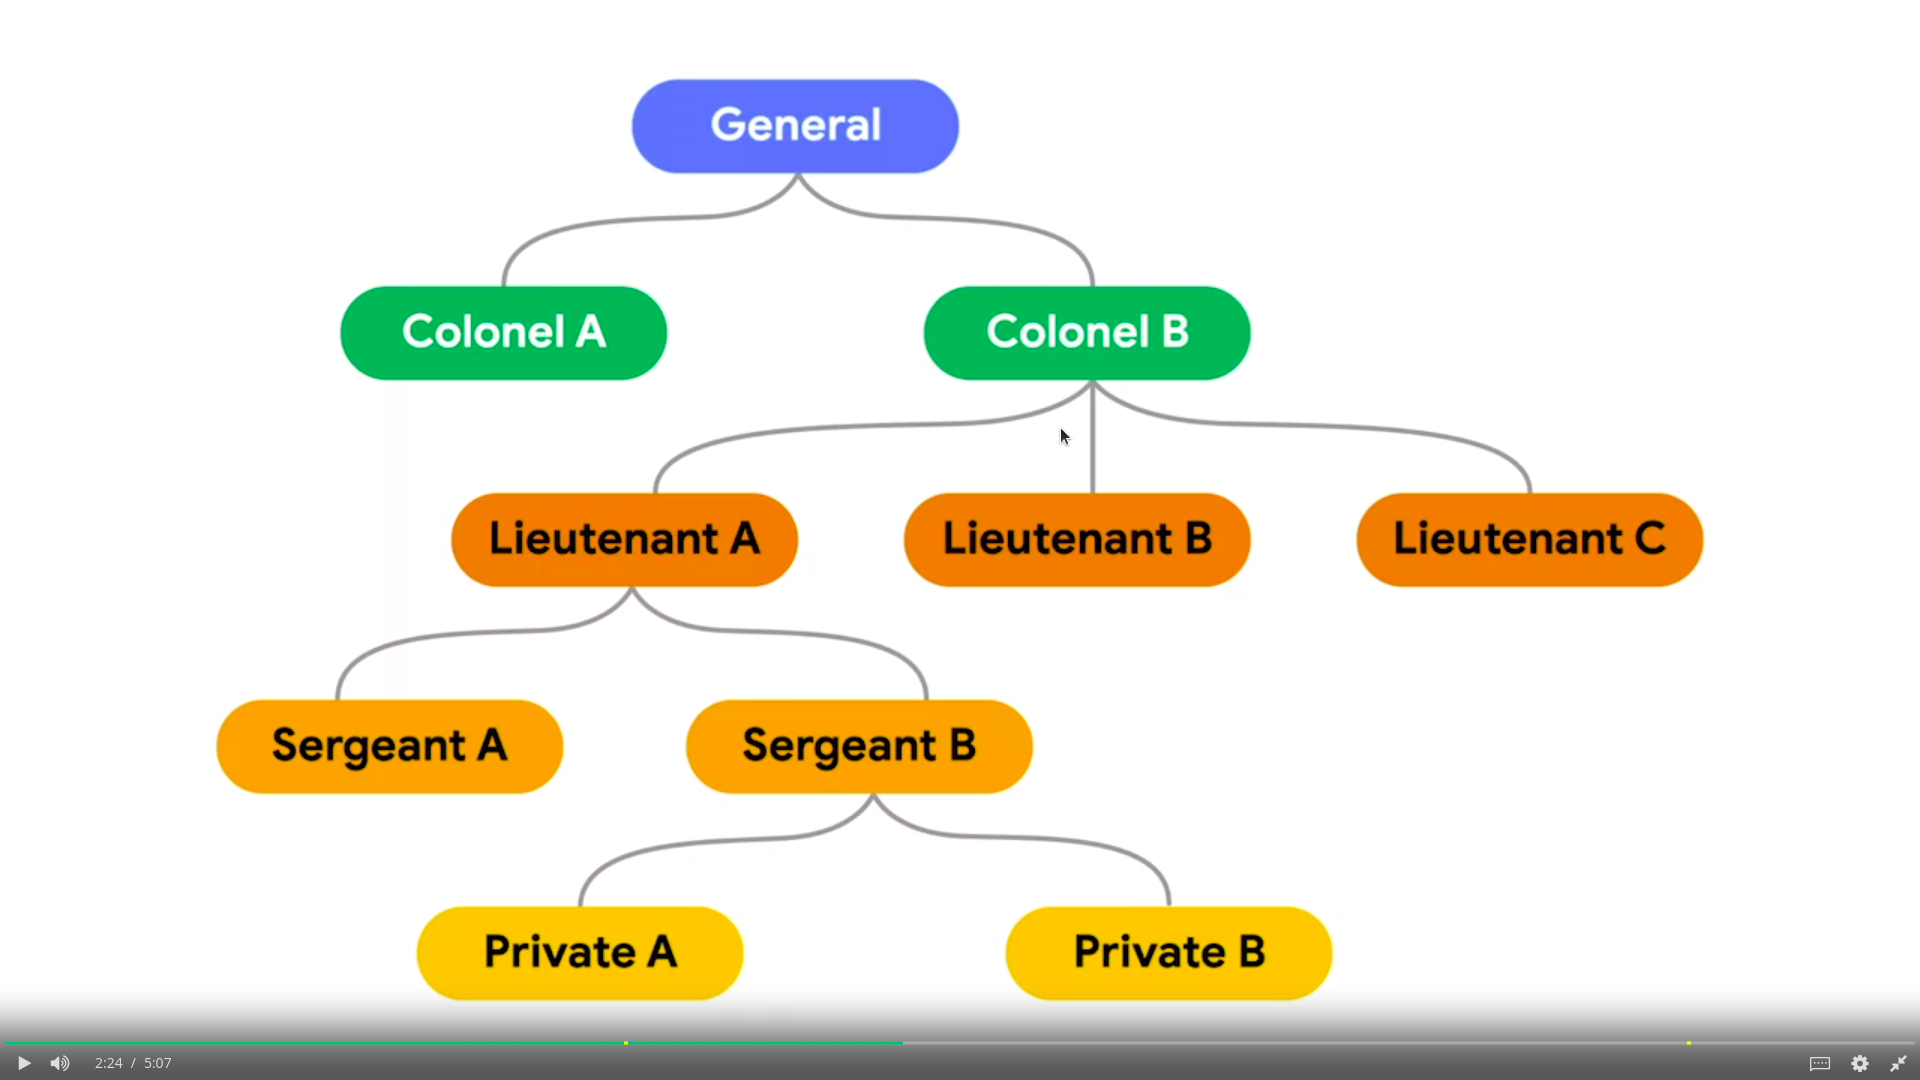 General
Colonel A
Colonel B
Lieutenant A
Lieutenant B
Lieutenant C
Sergeant A
Sergeant B
Private A
Private B
2:24 / 5:07